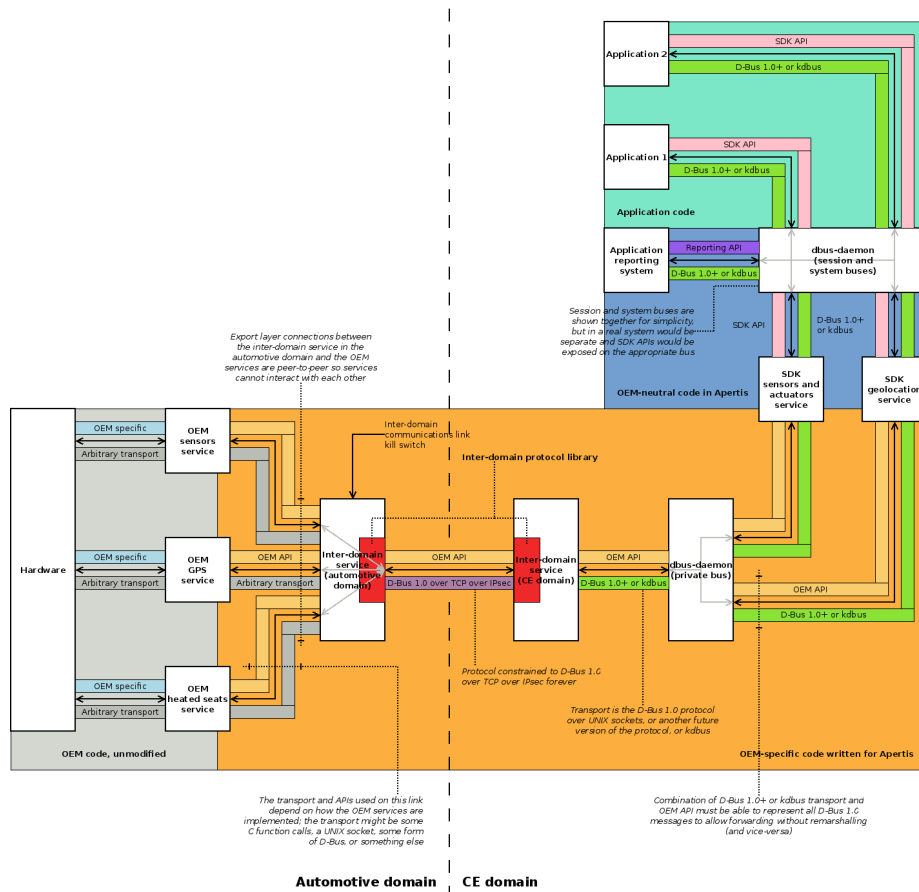 SDK API
Application 2
D-Bus 1.0+ or kdbus
SDK API
Application 1
D-Bus 1.0+ or kdbus
Application code
Application
reporting
system
Reporting API
D-Bus 1.0+ or kdbus
dbus-daemon
(session and
system buses)
Session and system buses are
shown together for simplicity,
but in a real system would be
separate and SDK APIs would be
exposed on the appropriate bus
SDK API
D-Bus 1.0+
or kdbus
Export layer connections between
the inter-domain service in the
automotive domain and the OEM
services are peer-to-peer so services
cannot interact with each other
OEM-neutral code in Apertis
SDK
sensors and
actuators
service
SDK
geolocation
service
Hardware
OEM specific
Arbitrary transport
OEM
sensors
service
Inter-domain
communications link
kill switch
Inter-domain protocol library
OEM specific
Arbitrary transport
OEM
GPS
service
OEM API
Arbitrary transport
Inter-domain
service
(automotive
domain)
OEM API
D-Bus 1.0 over TCP over IPsec
Inter-domain
service
(CE domain)
OEM API
D-Bus 1.0+ or kdbus
dbus-daemon
(private bus)
OEM API
D-Bus 1.0+ or kdbus
OEM specific
Arbitrary transport
OEM
heated seats
service
Protocol constrained to D-Bus 1.0
over TCP over IPsec forever
Transport is the D-Bus 1.0 protocol
over UNIX sockets, or another future
version of the protocol, or kdbus
OEM code, unmodified
OEM-specific code written for Apertis
The transport and APIs used on this link
depend on how the OEM services are
implemented; the transport might be some
C function calls, a UNIX socket, some form
of D-Bus, or something else
Combination of D-Bus 1.0+ or kdbus transport and
OEM API must be able to represent all D-Bus 1.0
messages to allow forwarding without remarshalling
(and vice-versa)
Automotive domain
CE domain